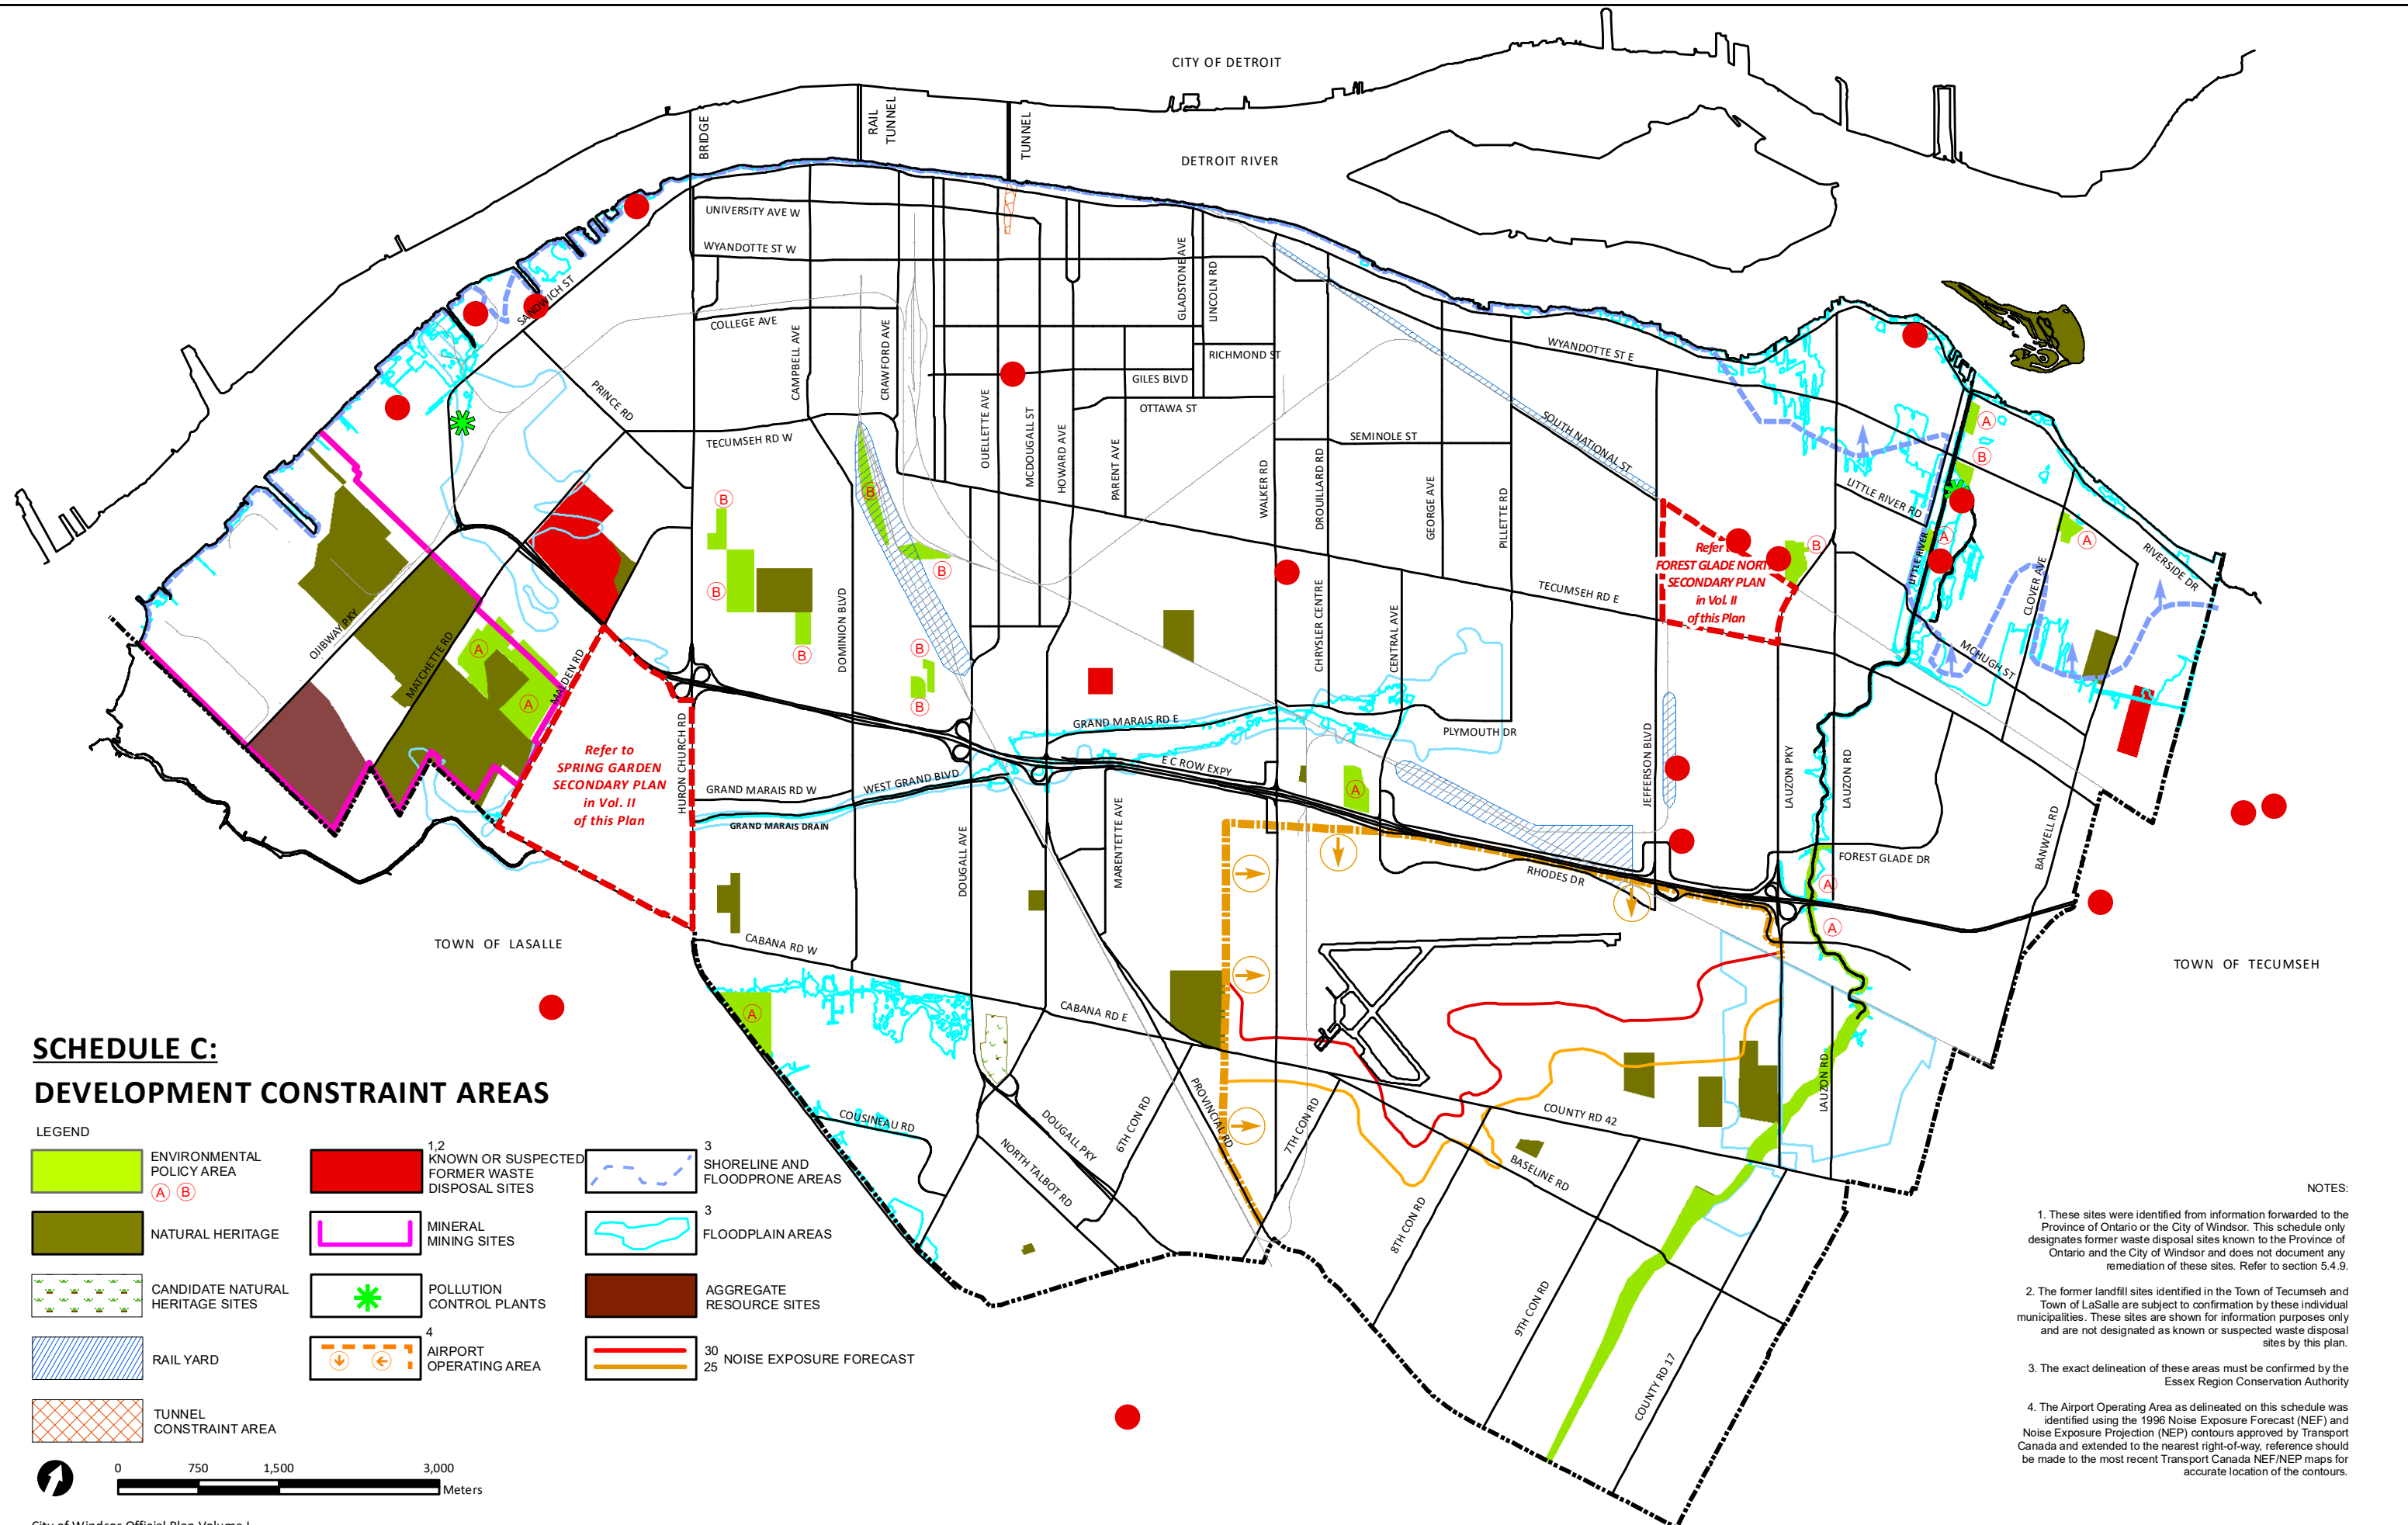 CITY OF DETROIT
BRIDGE
RAIL
TUNNEL
TUNNEL
DETROIT RIVER
UNIVERSITY AVE W
WYANDOTTE ST W
SANDWICH ST
COLLEGE AVE
CAMPBELL AVE
CRAWFORD AVE
GLADSTONE AVE
LINCOLN RD
RICHMOND ST
GILES BLVD
OTTAWA ST
WYANDOTTE ST E
PRINCE RD
TECUMSEH RD W
OUELLETTE AVE
MCDOUGALL ST
HOWARD AVE
PARENT AVE
WALKER RD
DROUILLARD RD
SEMINOLE ST
GEORGE AVE
PILLETTE RD
SOUTH NATIONAL ST
LITTLE RIVER RD
LITTLE RIVER
CLOVER AVE
RIVERSIDE DR
A
B
A
A
B
B
B
B
B
B
B
B
A
A
A
A
A
A
Refer to
FOREST GLADE NORTH
SECONDARY PLAN
in Vol. II
of this Plan
TECUMSEH RD E
MCHUGH ST
OJIBWAY PKY
MATCHETTE RD
MALDEN RD
DOMINION BLVD
CHRYSLER CENTRE
CENTRAL AVE
Refer to
SPRING GARDEN
SECONDARY PLAN
in Vol. II
of this Plan
HURON CHURCH RD
GRAND MARAIS RD E
PLYMOUTH DR
E C ROW EXPY
JEFFERSON BLVD
LAUZON PKY
LAUZON RD
GRAND MARAIS RD W
WEST GRAND BLVD
GRAND MARAIS DRAIN
DOUGALL AVE
MARENTETTE AVE
RHODES DR
FOREST GLADE DR
BANWELL RD
TOWN OF LASALLE
CABANA RD W
CABANA RD E
TOWN OF TECUMSEH
COUSINEAU RD
DOUGALL PKY
NORTH TALBOT RD
6TH CON RD
PROVINCIAL RD
7TH CON RD
COUNTY RD 42
BASELINE RD
LAUZON RD
8TH CON RD
9TH CON RD
COUNTY RD 17
SCHEDULE C:
DEVELOPMENT CONSTRAINT AREAS
LEGEND
ENVIRONMENTAL
POLICY AREA
A B
NATURAL HERITAGE
CANDIDATE NATURAL
HERITAGE SITES
RAIL YARD
TUNNEL
CONSTRAINT AREA
1,2
KNOWN OR SUSPECTED
FORMER WASTE
DISPOSAL SITES
MINERAL
MINING SITES
POLLUTION
CONTROL PLANTS
4
AIRPORT
OPERATING AREA
3
SHORELINE AND
FLOODPRONE AREAS
3
FLOODPLAIN AREAS
AGGREGATE
RESOURCE SITES
30
25
NOISE EXPOSURE FORECAST
0 750 1,500 3,000
Meters
City of Windsor Official Plan Volume I
NOTES:
1. These sites were identified from information forwarded to the
Province of Ontario or the City of Windsor. This schedule only
designates former waste disposal sites known to the Province of
Ontario and the City of Windsor and does not document any
remediation of these sites. Refer to section 5.4.9.
2. The former landfill sites identified in the Town of Tecumseh and
Town of LaSalle are subject to confirmation by these individual
municipalities. These sites are shown for information purposes only
and are not designated as known or suspected waste disposal
sites by this plan.
3. The exact delineation of these areas must be confirmed by the
Essex Region Conservation Authority
4. The Airport Operating Area as delineated on this schedule was
identified using the 1996 Noise Exposure Forecast (NEF) and
Noise Exposure Projection (NEP) contours approved by Transport
Canada and extended to the nearest right-of-way, reference should
be made to the most recent Transport Canada NEF/NEP maps for
accurate location of the contours.